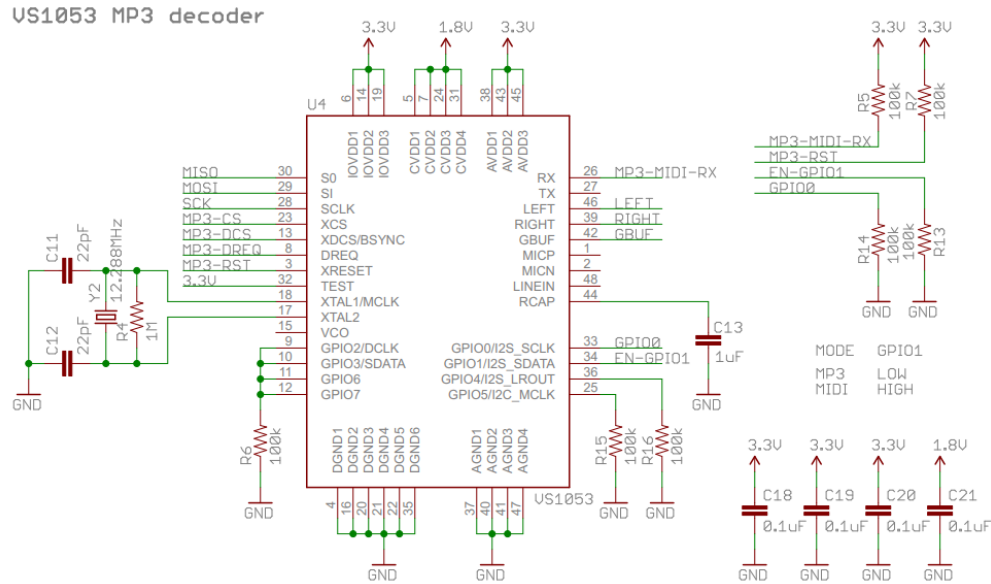 VS1053 MP3 decoder
3.3V
1.8V
3.3V
3.3V
3.3V
6
14
19
5
7
24
31
38
43
45
U4
IOVDD1
IOVDD2
IOVDD3
CVDD1
CVDD2
CVDD3
CVDD4
AVDD1
AVDD2
AVDD3
MISO 30 SO
MOSI 29 SI
SCK 28 SCLK
MP3-CS 23 XCS
MP3-DCS 13 XDCS/BSYNC
MP3-DREQ 8 DREQ
MP3-RST 3 XRESET
3.3V 32 TEST
18 XTAL1/MCLK
17 XTAL2
15 VCO
9 GPIO2/DCLK
10 GPIO3/SDATA
11 GPIO6
12 GPIO7
RX 26 MP3-MIDI-RX
TX 27
LEFT 46 LEFT
RIGHT 39 RIGHT
GBUF 42 GBUF
MICP 1
MICN 2
LINEIN 48
RCAP 44
GPIO0/I2S_SCLK 33 GPIO0
GPIO1/I2S_SDATA 34 EN-GPIO1
GPIO4/I2S_LROUT 36
GPIO5/I2C_MCLK 25
C11
22pF
Y2
12.288MHz
R4
1M
C12
22pF
GND
R6
100k
GND
DGND1
DGND2
DGND3
DGND4
DGND5
DGND6
AGND1
AGND2
AGND3
AGND4
4
16
20
21
22
35
37
40
41
47
VS1053
GND
GND
R15
100k
R16
100k
GND
GND
C13
1uF
GND
R5
100k
R7
100k
MP3-MIDI-RX
MP3-RST
EN-GPIO1
GPIO0
R14
100k
100k
R13
GND
GND
MODE GPIO1
MP3 LOW
MIDI HIGH
3.3V
3.3V
3.3V
1.8V
C18
C19
C20
C21
0.1uF
0.1uF
0.1uF
0.1uF
GND
GND
GND
GND